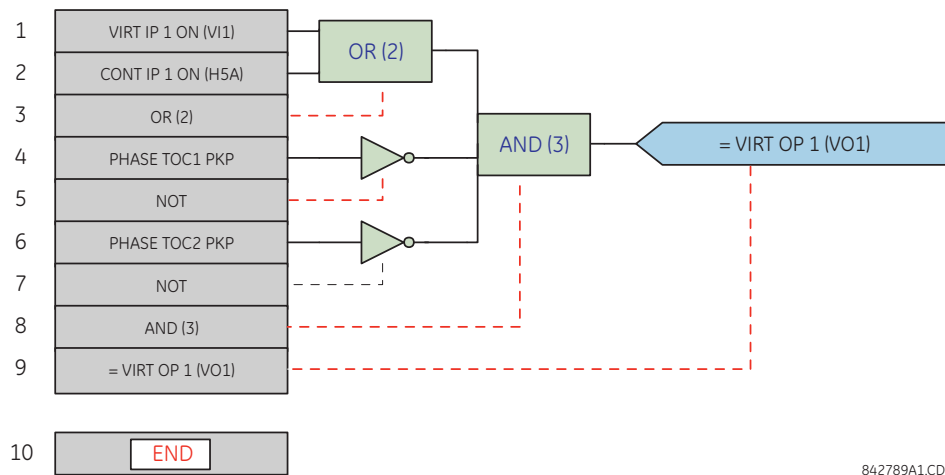 1 VIRT IP 1 ON (VI1)
OR (2)
2 CONT IP 1 ON (H5A)
3 OR (2)
4 PHASE TOC1 PKP
AND (3)
= VIRT OP 1 (VO1)
5 NOT
6 PHASE TOC2 PKP
7 NOT
8 AND (3)
9 = VIRT OP 1 (VO1)
10 END
842789A1.CD